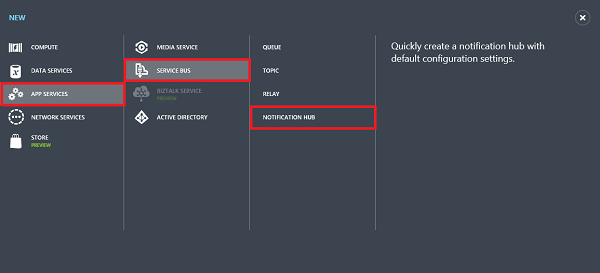 NEW
COMPUTE
DATA SERVICES
APP SERVICES
NETWORK SERVICES
STORE
PREVIEW
MEDIA SERVICE
SERVICE BUS
BIZTALK SERVICE
PREVIEW
ACTIVE DIRECTORY
QUEUE
TOPIC
RELAY
NOTIFICATION HUB
Quickly create a notification hub with
default configuration settings.